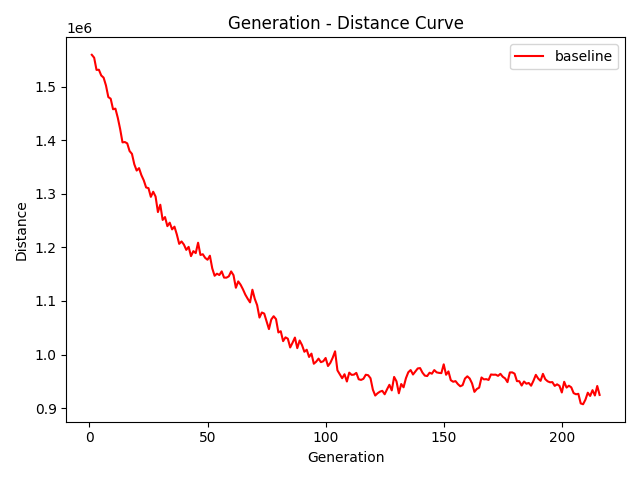 Generation - Distance Curve
1e6
baseline
1.5
1.4
1.3
1.2
1.1
1.0
0.9
Distance
0
50
100
150
200
Generation